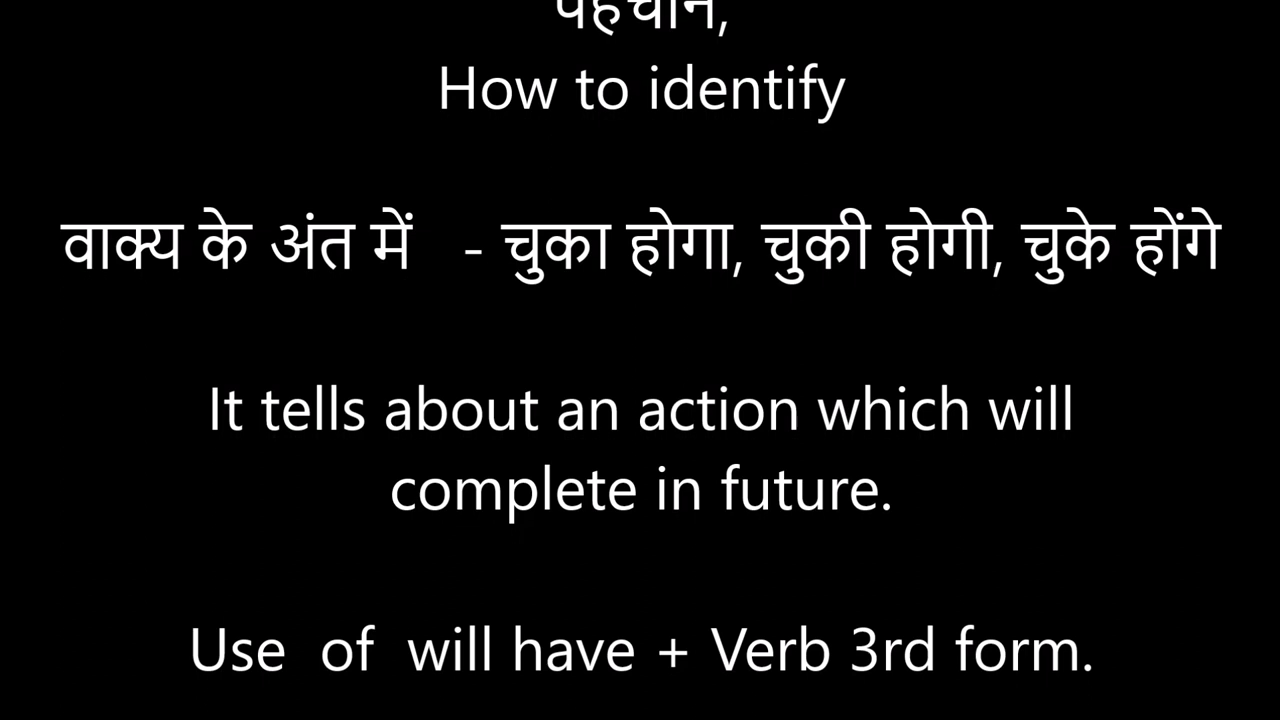 पहचान,
How to identify
वाक्य के अंत में - चुका होगा, चुकी होगी, चुके होंगे
It tells about an action which will
complete in future.
Use of will have + Verb 3rd form.